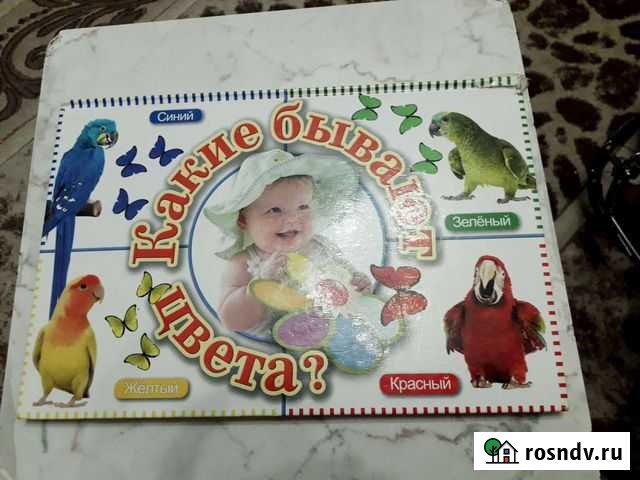 Какие бывают
цвета?
Синий
Зелёный
Жёлтый
Красный
rosndv.ru